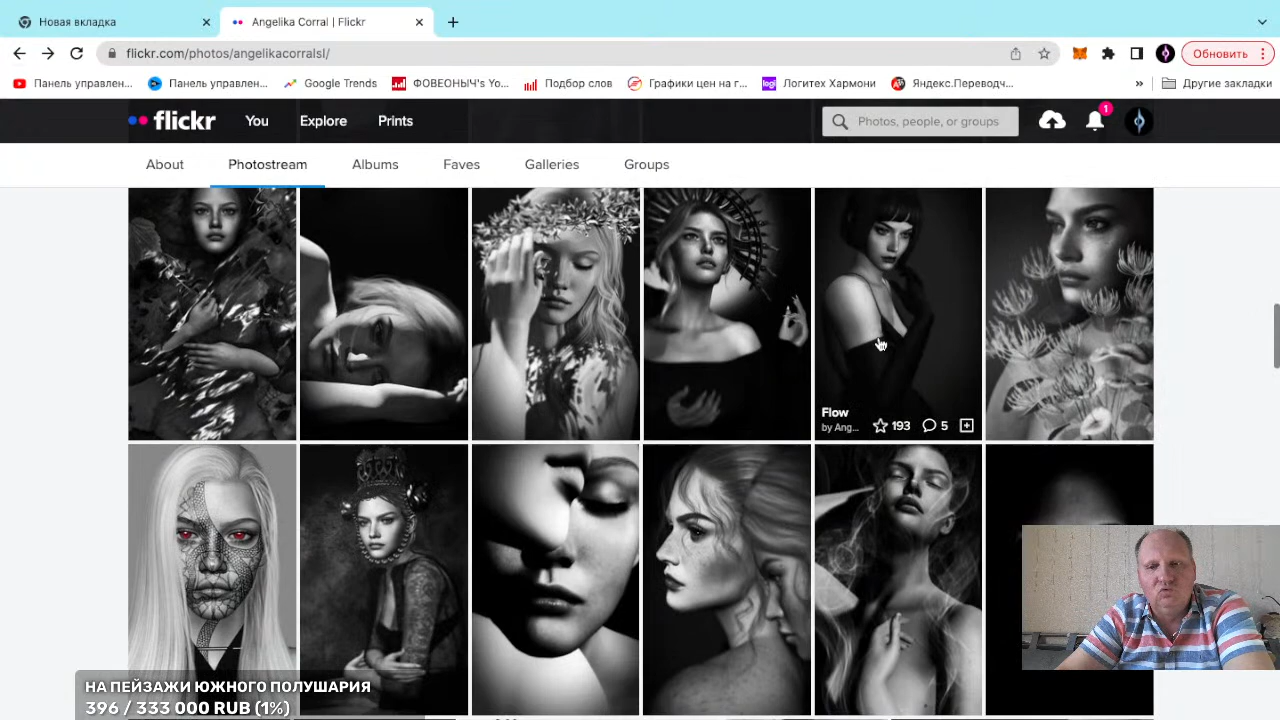 Новая вкладка
Angelika Corral | Flickr
flickr.com/photos/angelikacorralsl/
Обновить
Панель управлен...
Панель управлен...
Google Trends
ФОВЕОНЫЧ's Yo...
Подбор слов
Графики цен на г...
Логитех Хармони
Яндекс.Переводч...
»
Другие закладки
flickr
You
Explore
Prints
Photos, people, or groups
1
About
Photostream
Albums
Faves
Galleries
Groups
Flow
by Ang...
193
5
logi
НА ПЕЙЗАЖИ ЮЖНОГО ПОЛУШАРИЯ
396 / 333 000 RUB (1%)